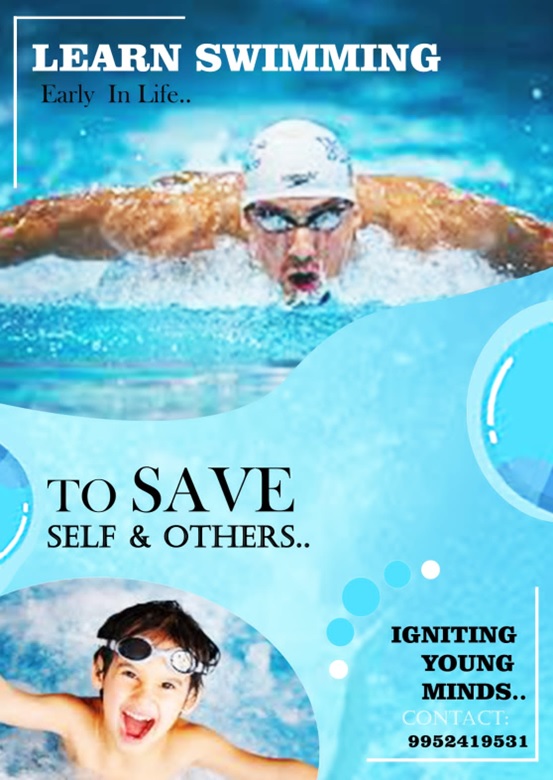 LEARN SWIMMING
Early In Life..
TO SAVE
SELF & OTHERS..
IGNITING
YOUNG
MINDS..
CONTACT:
9952419531